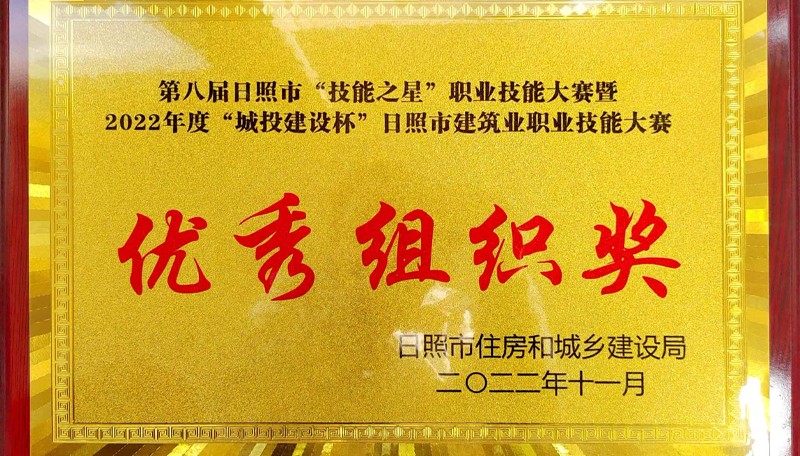 第八届日照市“技能之星”职业技能大赛暨
2022年度“城投建设杯”日照市建筑业职业技能大赛
优秀组织奖
日照市住房和城乡建设局
二〇二二年十一月